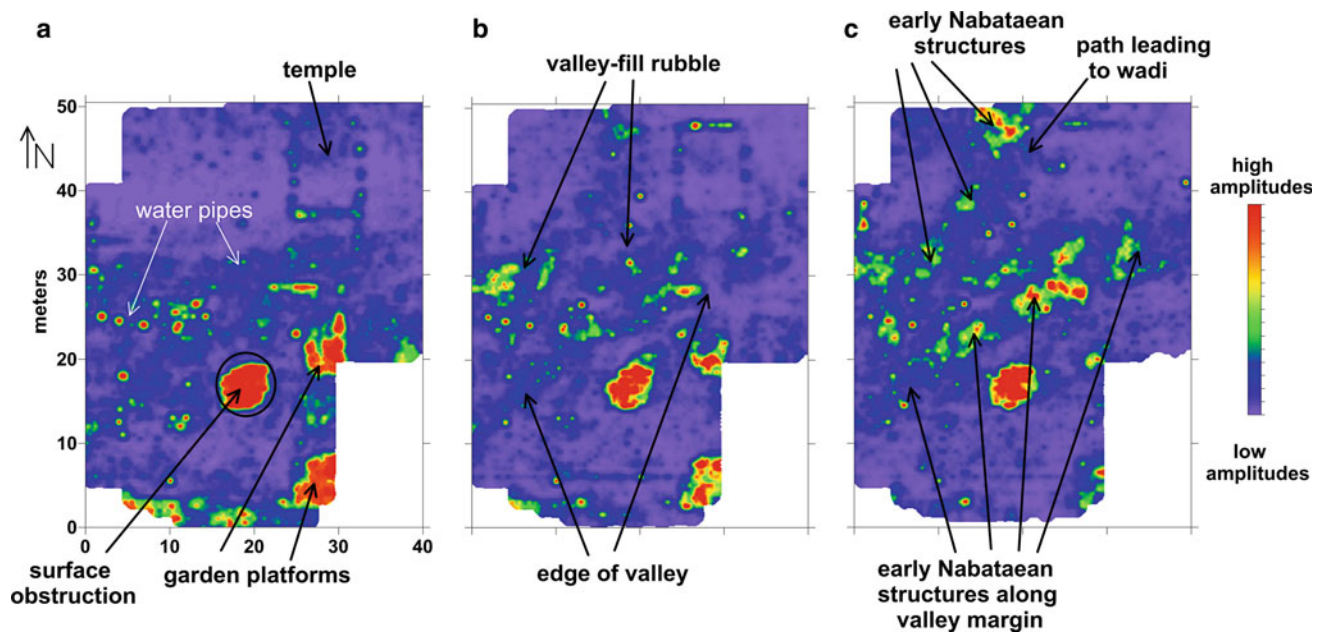 a
b
c
temple
valley-fill rubble
early Nabataean
structures
path leading
to wadi
N
water pipes
50
40
30
20
10
0
meters
0
10
20
30
40
high
amplitudes
low
amplitudes
surface
obstruction
garden platforms
edge of valley
early Nabataean
structures along
valley margin